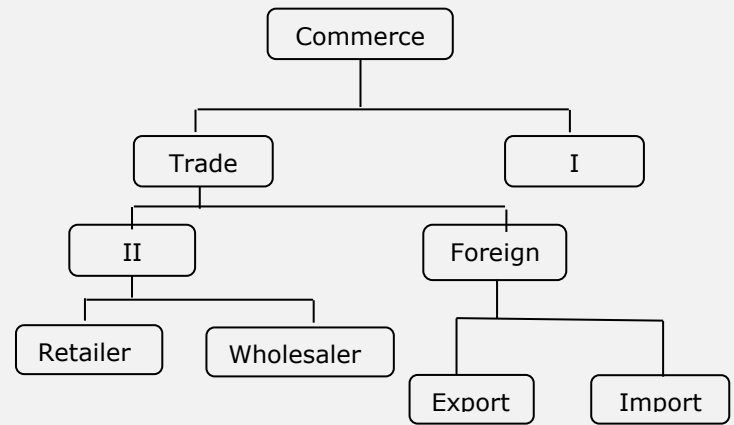 Commerce
Trade
I
II
Foreign
Retailer
Wholesaler
Export
Import